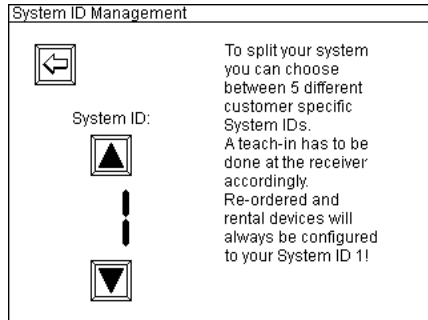 System ID Management
System ID:
1
To split your system
you can choose
between 5 different
customer specific
System IDs.
A teach-in has to be
done at the receiver
accordingly.
Re-ordered and
rental devices will
always be configured
to your System ID 1!